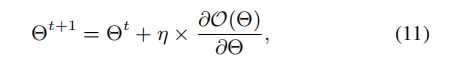 Θ^{t+1} = Θ^t + η × ∂𝒪(Θ)/∂Θ, (11)